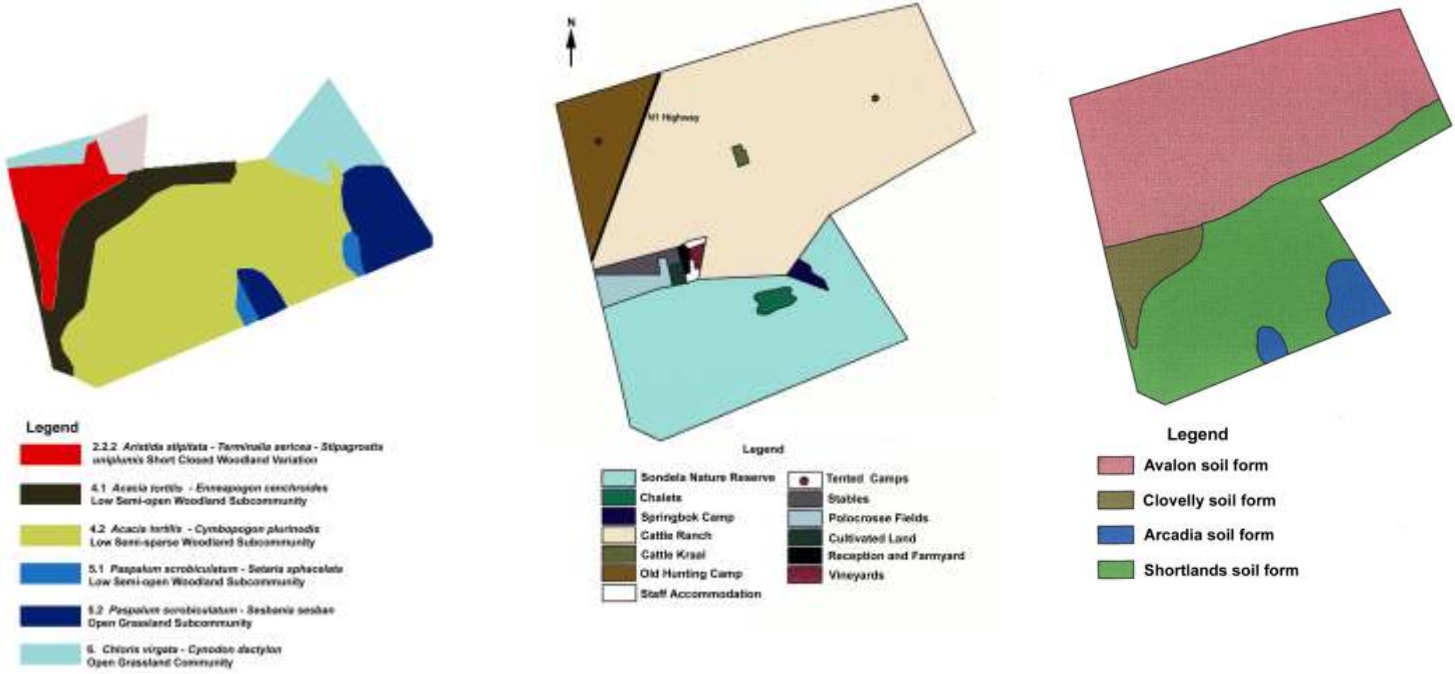 Legend
2.2.2 Aristida stipitata - Terminalia sericea - Stipagrostis
uniplumis Short Closed Woodland Variation
4.1 Acacia tortilis - Enneapogon cenchroides
Low Semi-open Woodland Subcommunity
4.2 Acacia tortilis - Cymbopogon plurinodis
Low Semi-sparse Woodland Subcommunity
5.1 Paspalum scrobiculatum - Setaria sphacelata
Low Semi-open Woodland Subcommunity
5.2 Paspalum scrobiculatum - Sesbania sesban
Open Grassland Subcommunity
6. Chloris virgata - Cynodon dactylon
Open Grassland Community
N
N1 Highway
Legend
Sondela Nature Reserve
Chalets
Springbok Camp
Cattle Ranch
Cattle Kraal
Old Hunting Camp
Staff Accommodation
Tented Camps
Stables
Polocrosse Fields
Cultivated Land
Reception and Farmyard
Vineyards
Legend
Avalon soil form
Clovelly soil form
Arcadia soil form
Shortlands soil form